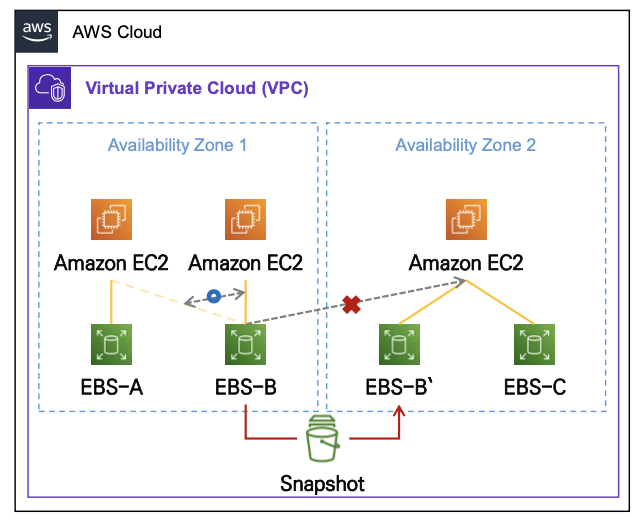 aws
AWS Cloud
Virtual Private Cloud (VPC)
Availability Zone 1
Availability Zone 2
Amazon EC2
Amazon EC2
Amazon EC2
EBS-A
EBS-B
EBS-B`
EBS-C
Snapshot